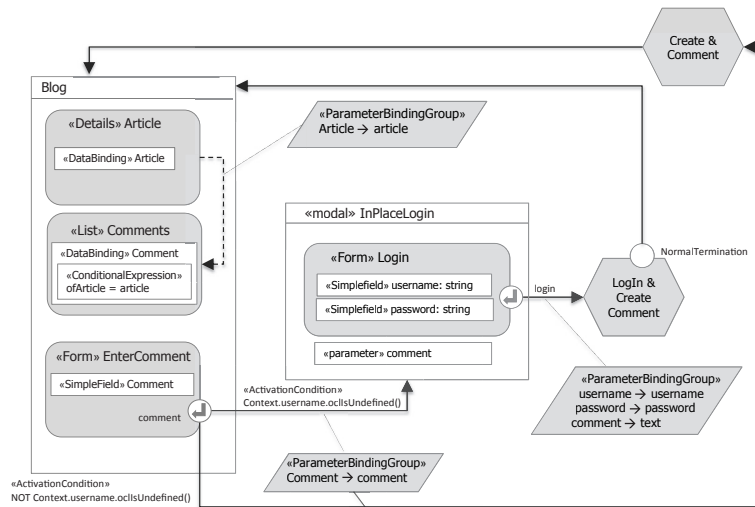 Create &
Comment
Blog
«Details» Article
«DataBinding» Article
«ParameterBindingGroup»
Article → article
«List» Comments
«DataBinding» Comment
«ConditionalExpression»
ofArticle = article
«modal» InPlaceLogin
«Form» Login
«Simplefield» username: string
«Simplefield» password: string
«parameter» comment
login
NormalTermination
LogIn &
Create
Comment
«Form» EnterComment
«SimpleField» Comment
comment
«ActivationCondition»
Context.username.oclIsUndefined()
«ParameterBindingGroup»
username → username
password → password
comment → text
«ParameterBindingGroup»
Comment → comment
«ActivationCondition»
NOT Context.username.oclIsUndefined()